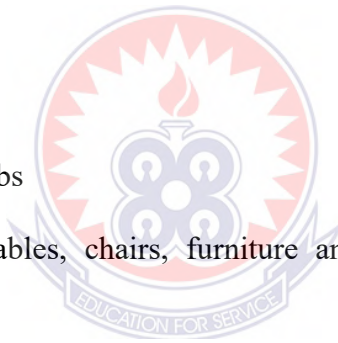 bs
ables, chairs, furniture an
EDUCATION FOR SERVICE